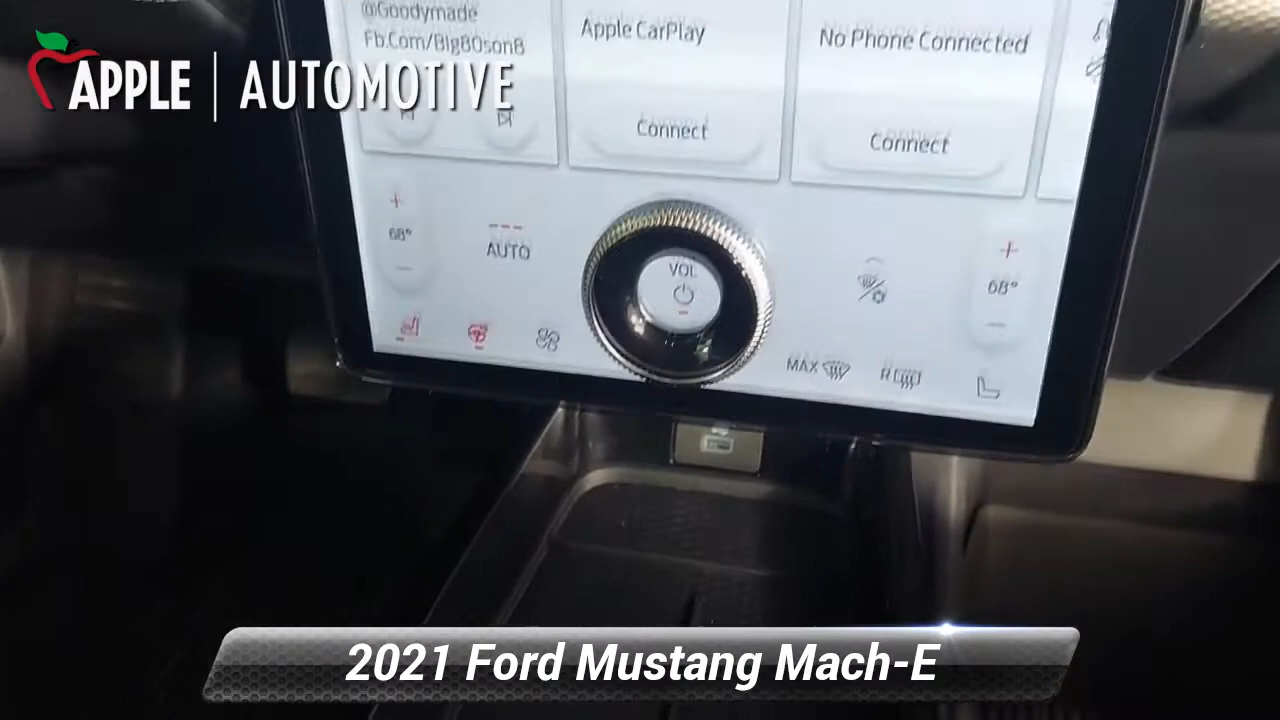 @Goodymade
Fb.Com/BigB0sonB
APPLE | AUTOMOTIVE
Apple CarPlay
Connect
No Phone Connected
Connect
+
68°
—
AUTO
VOL
+
68°
—
MAX
R
2021 Ford Mustang Mach-E